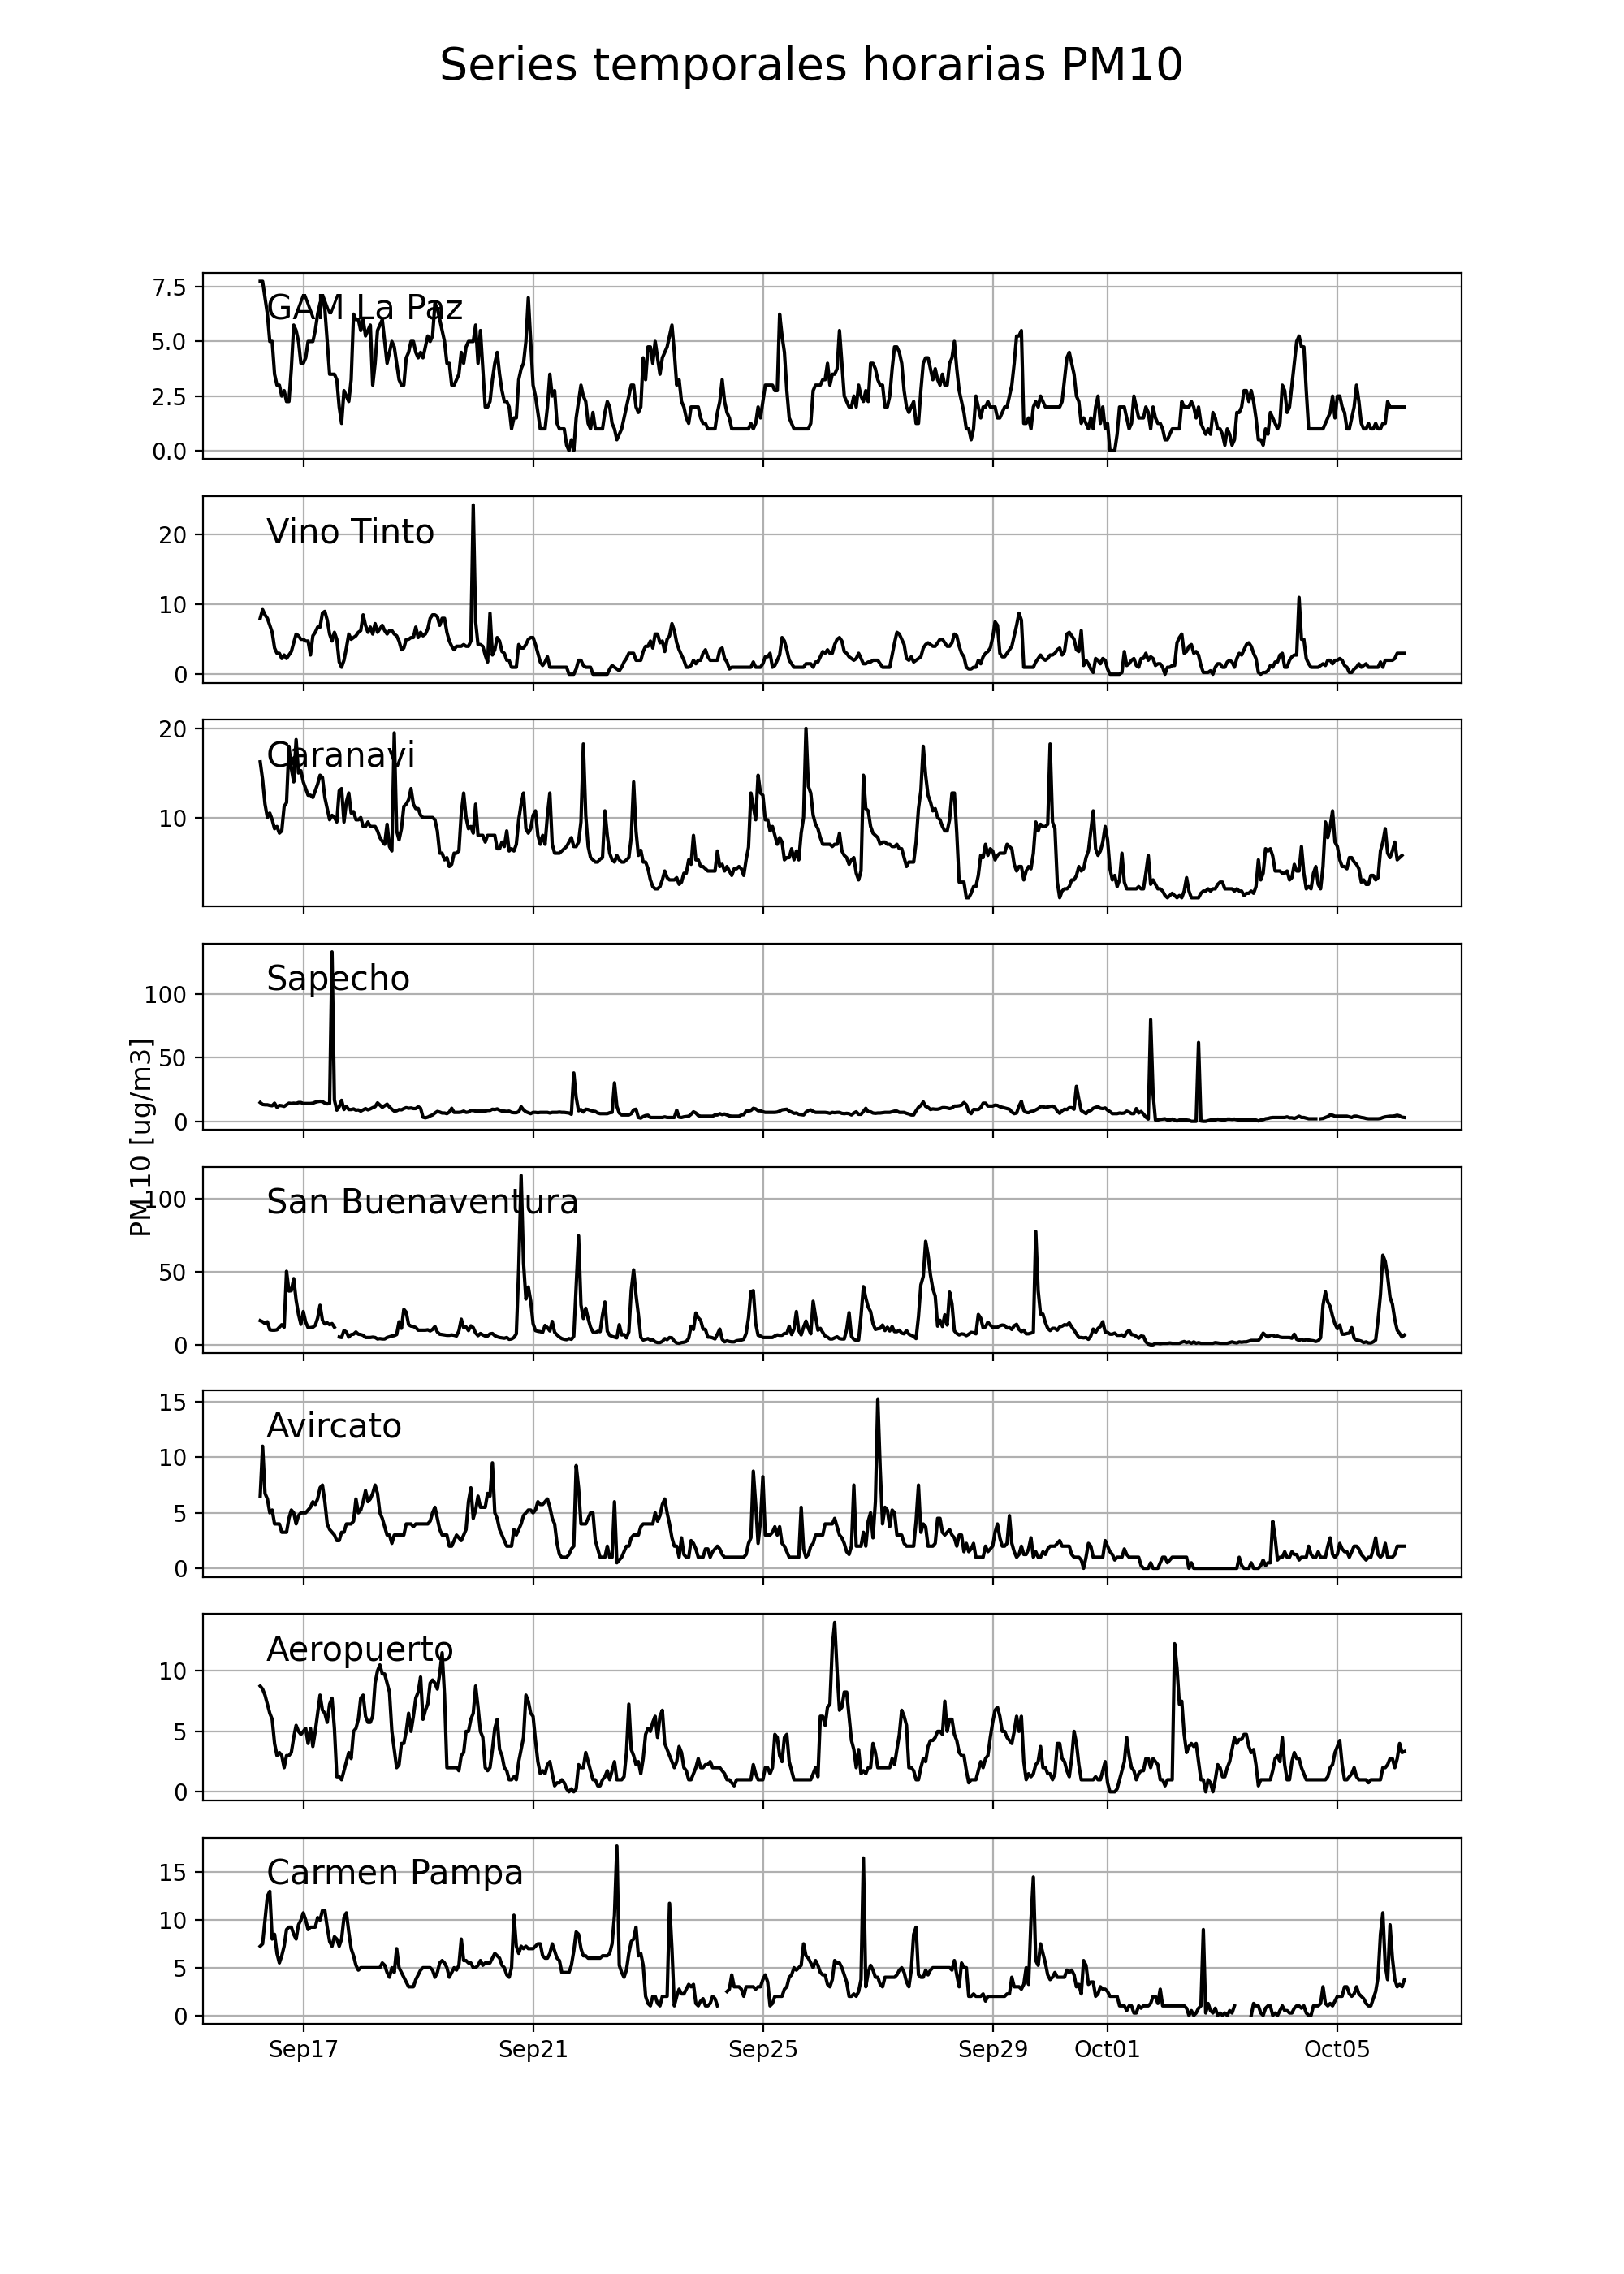 Series temporales horarias PM10
7.5
5.0
2.5
0.0
GAM La Paz
20
10
0
Vino Tinto
20
10
Caranavi
100
50
0
Sapecho
PM 10 [ug/m3]
100
50
0
San Buenaventura
15
10
5
0
Avircato
10
5
0
Aeropuerto
15
10
5
0
Carmen Pampa
Sep17 Sep21 Sep25 Sep29 Oct01 Oct05